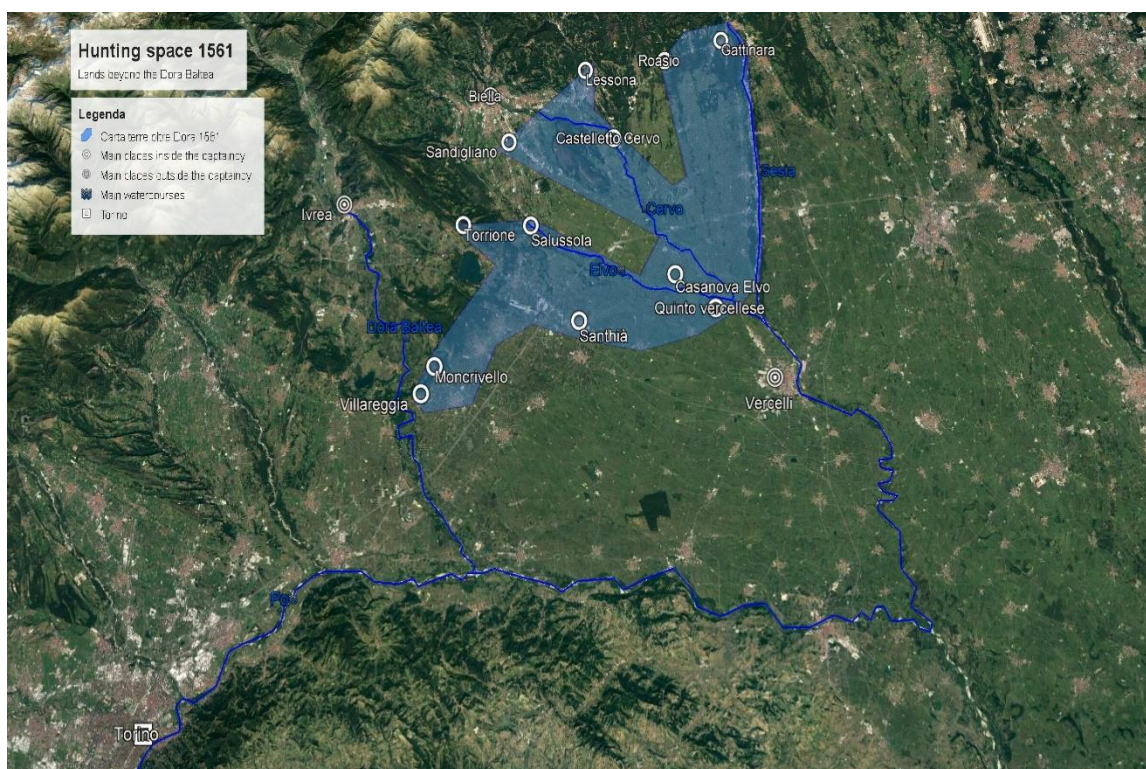 Hunting space 1561
Lands beyond the Dora Baltea
Legenda
Carta terre oltre Dora 1561
Main places inside the captaincy
Main places outside the captaincy
Main watercourses
Torino
Gattinara
Roasio
Lessona
Biella
Castelletto Cervo
Sandigliano
Sesia
Ivrea
Cervo
Torrione
Salussola
Elvo
Casanova Elvo
Quinto vercellese
Santhià
Dora Baltea
Moncrivello
Vercelli
Villareggia
Po
Torino